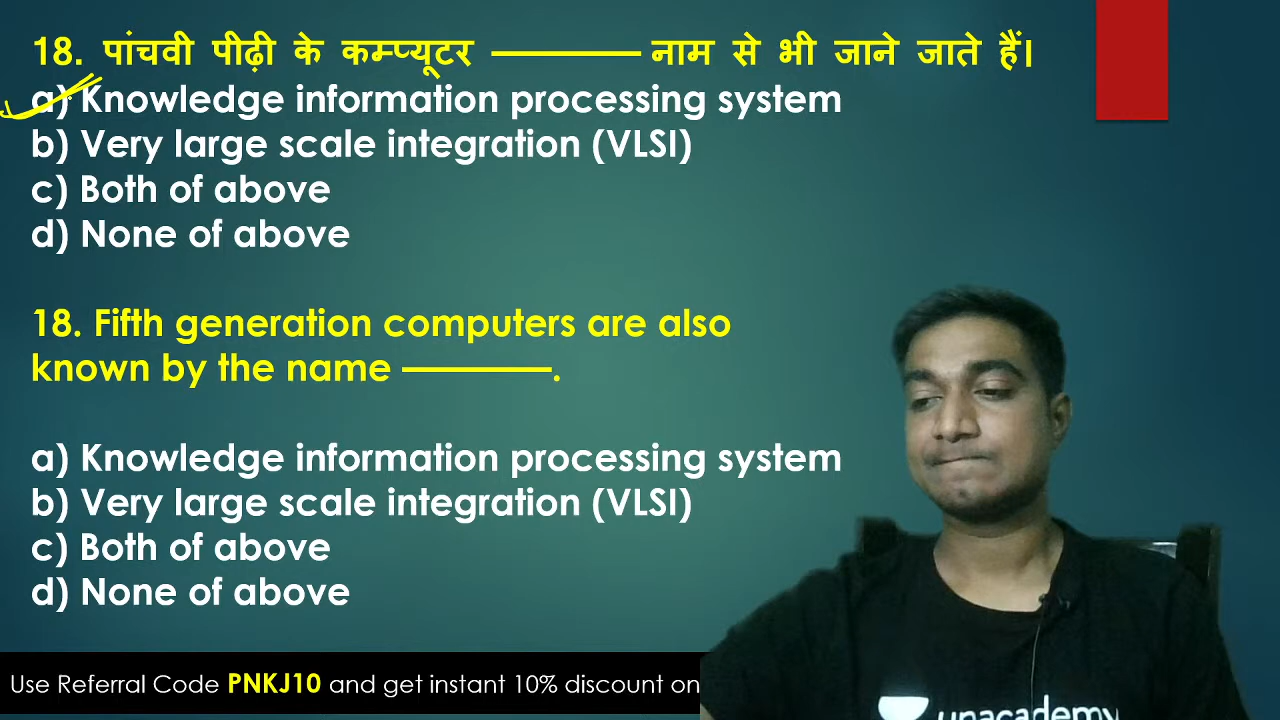 18. पांचवी पीढ़ी के कम्प्यूटर ———— नाम से भी जाने जाते हैं।
a) Knowledge information processing system
b) Very large scale integration (VLSI)
c) Both of above
d) None of above
18. Fifth generation computers are also
known by the name ————.
a) Knowledge information processing system
b) Very large scale integration (VLSI)
c) Both of above
d) None of above
Use Referral Code PNKJ10 and get instant 10% discount on
unacademy